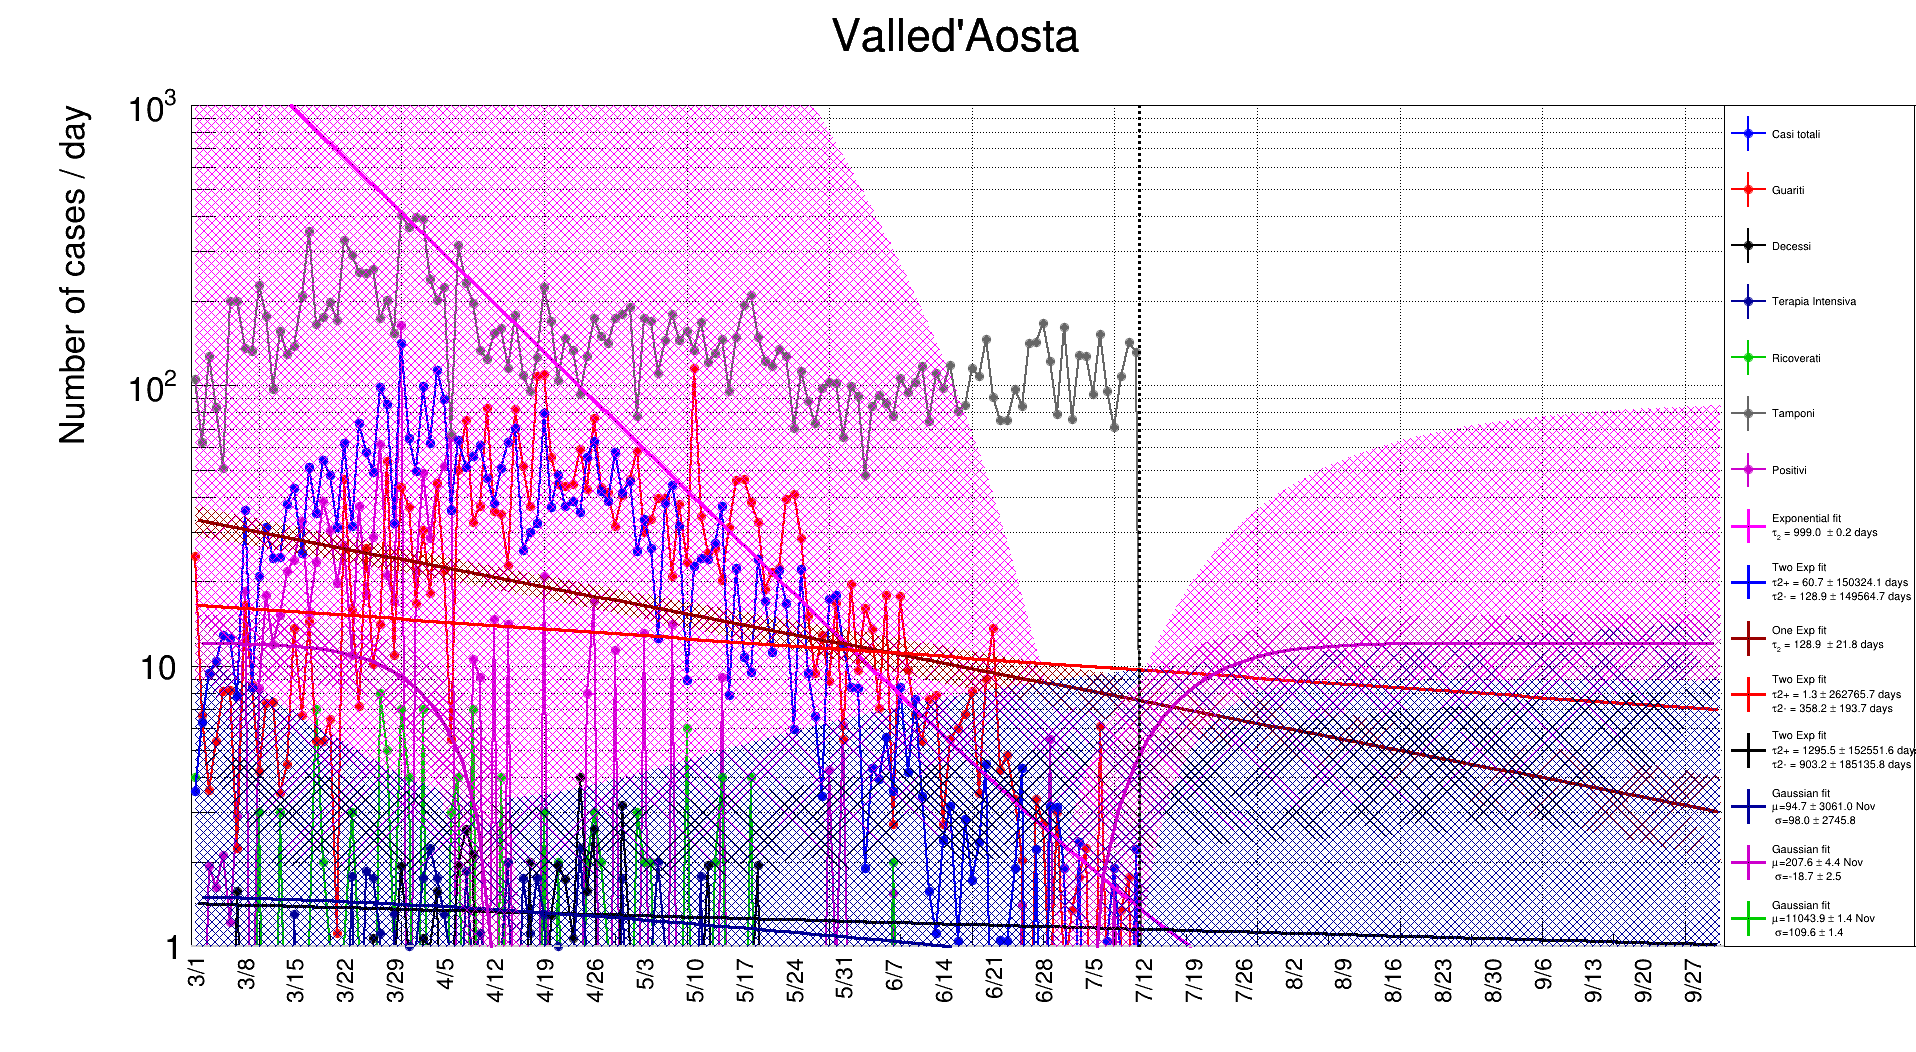 Valled'Aosta
Number of cases / day
10³
10²
10
1
3/1
3/8
3/15
3/22
3/29
4/5
4/12
4/19
4/26
5/3
5/10
5/17
5/24
5/31
6/7
6/14
6/21
6/28
7/5
7/12
7/19
7/26
8/2
8/9
8/16
8/23
8/30
9/6
9/13
9/20
9/27
Casi totali
Guariti
Decessi
Terapia Intensiva
Ricoverati
Tamponi
Positivi
Exponential fit
τ₂ = 999.0 ± 0.2 days
Two Exp fit
τ2+ = 60.7 ± 150324.1 days
τ2- = 128.9 ± 149564.7 days
One Exp fit
τ₂ = 128.9 ± 21.8 days
Two Exp fit
τ2+ = 1.3 ± 262765.7 days
τ2- = 358.2 ± 193.7 days
Two Exp fit
τ2+ = 1295.5 ± 152551.6 day
τ2- = 903.2 ± 185135.8 days
Gaussian fit
μ=94.7 ± 3061.0 Nov
σ=98.0 ± 2745.8
Gaussian fit
μ=207.6 ± 4.4 Nov
σ=-18.7 ± 2.5
Gaussian fit
μ=11043.9 ± 1.4 Nov
σ=109.6 ± 1.4